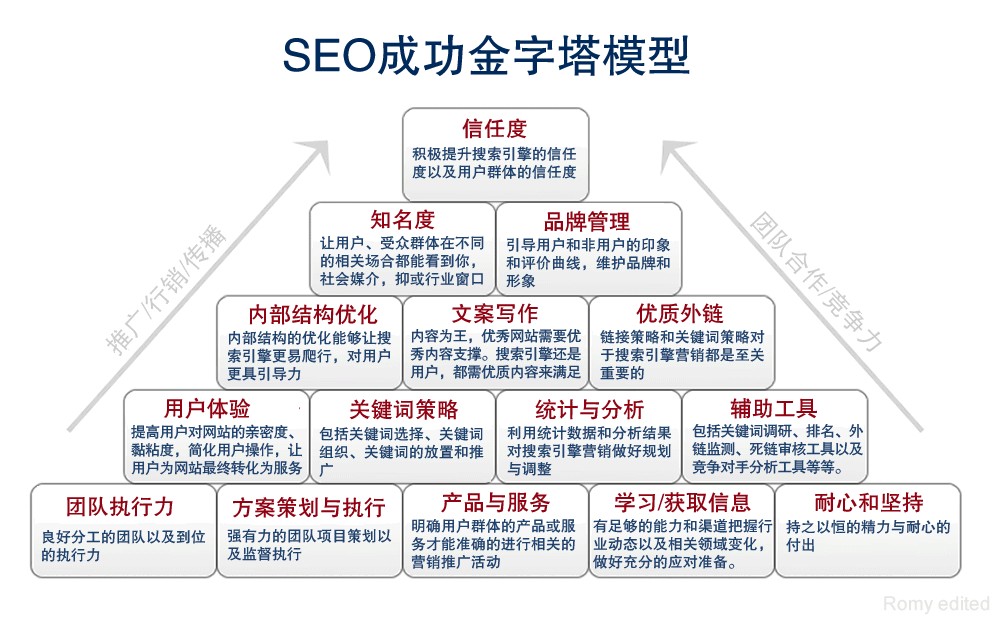 SEO成功金字塔模型
信任度
积极提升搜索引擎的信任
度以及用户群体的信任度
推广/行销/传播
团队合作/竞争力
知名度
让用户、受众群体在不同
的相关场合都能看到你，
社会媒介，抑或行业窗口
品牌管理
引导用户和非用户的印象
和评价曲线，维护品牌和
形象
内部结构优化
内部结构的优化能够让搜
索引擎更易爬行，对用户
更具引导力
文案写作
内容为王，优秀网站需要优
秀内容支撑。搜索引擎还是
用户，都需优质内容来满足
优质外链
链接策略和关键词策略对
于搜索引擎营销都是至关
重要的
用户体验
提高用户对网站的亲密度、
黏粘度，简化用户操作，让
用户为网站最终转化为服务
关键词策略
包括关键词选择、关键词
组织、关键词的放置和推
广
统计与分析
利用统计数据和分析结果
对搜索引擎营销做好规划
与调整
辅助工具
包括关键词调研、排名、外
链监测、死链审核工具以及
竞争对手分析工具等等。
团队执行力
良好分工的团队以及到位
的执行力
方案策划与执行
强有力的团队项目策划以
及监督执行
产品与服务
明确用户群体的产品或服
务才能准确的进行相关的
营销推广活动
学习/获取信息
有足够的能力和渠道把握行
业动态以及相关领域变化，
做好充分的应对准备。
耐心和坚持
持之以恒的精力与耐心的
付出
Romy edited